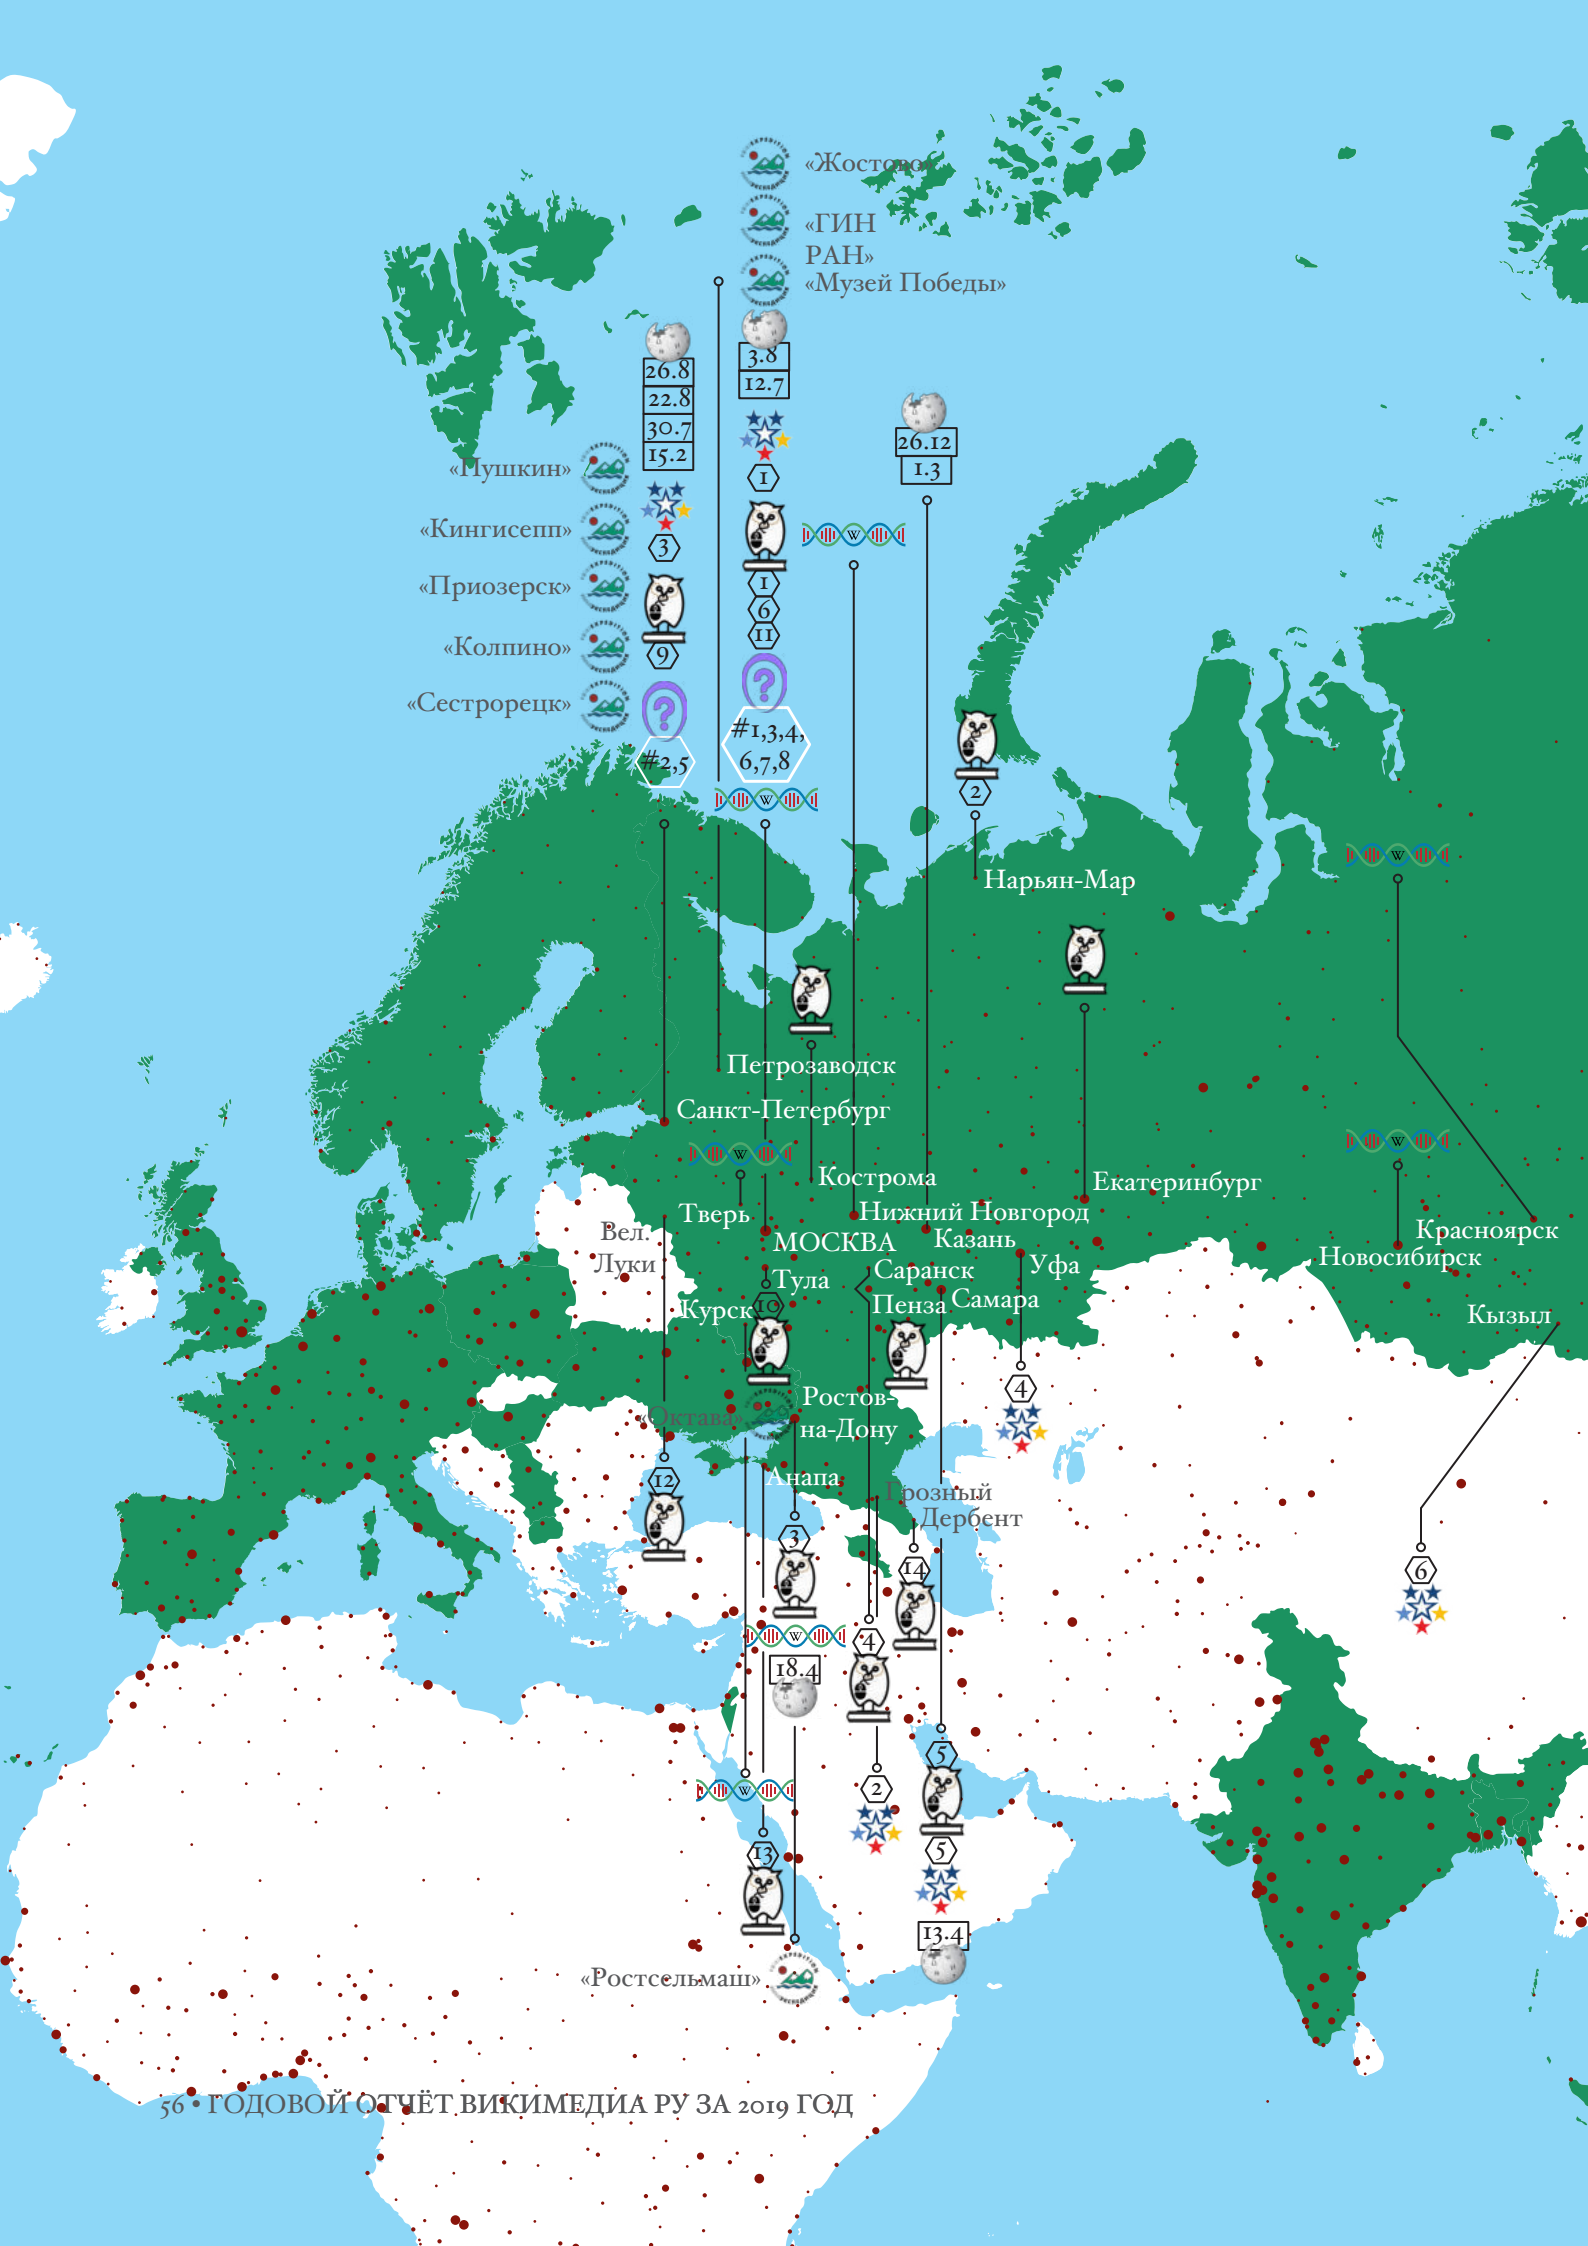 «Жостово»
«ГИН
РАН»
«Музей Победы»
26.8
22.8
30.7
15.2
3.8
12.7
1
26.12
1.3
«Пушкин»
«Кингисепп»
3
«Приозерск»
«Колпино»
9
«Сестрорецк»
#2,5
W
1
6
11
?
?
#1,3,4,
6,7,8
W
2
Нарьян-Мар
W
Петрозаводск
Санкт-Петербург
W
W
Кострома
Екатеринбург
Тверь
Нижний Новгород
Вел.
Луки
МОСКВА
Казань
Красноярск
Новосибирск
Уфа
Саранск
Тула
Пенза
Самара
Курск
10
Кызыл
4
«Октава»
Ростов-
на-Дону
12
Анапа
Грозный
Дербент
3
14
6
W
4
18.4
5
2
W
13
5
13.4
«Ростсельмаш»
56 • ГОДОВОЙ ОТЧЁТ ВИКИМЕДИА РУ ЗА 2019 ГОД